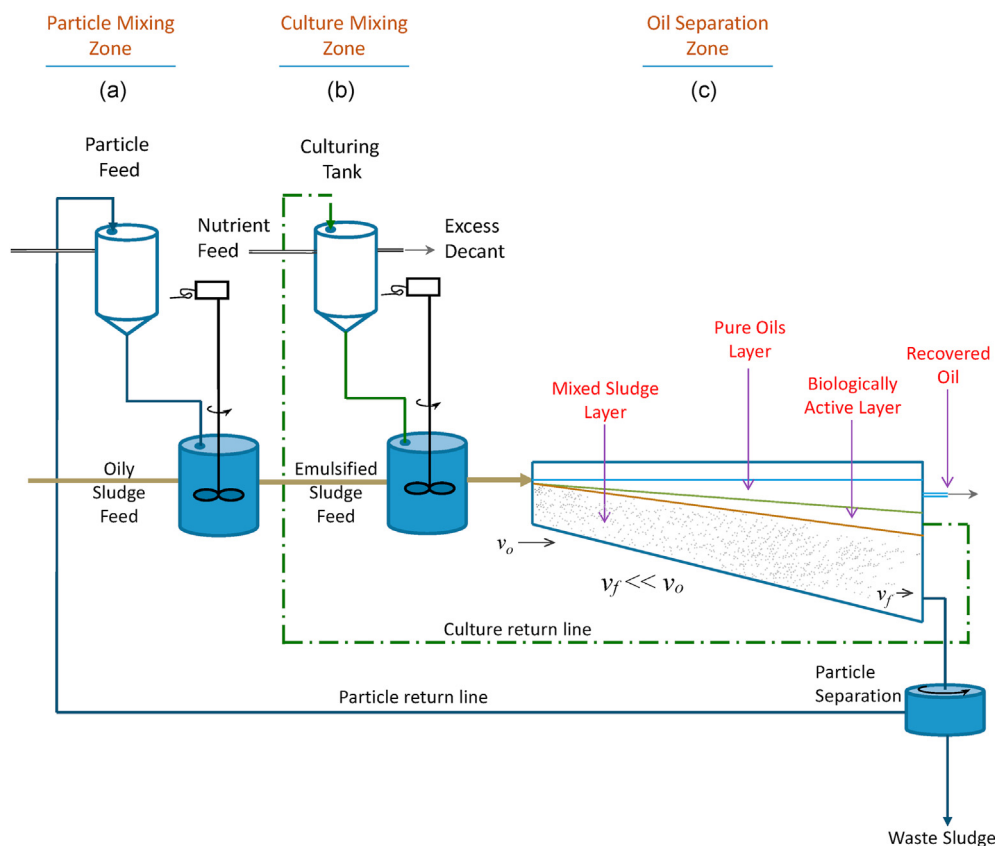 Particle Mixing
Zone
(a)
Culture Mixing
Zone
(b)
Oil Separation
Zone
(c)
Particle
Feed
Culturing
Tank
Nutrient
Feed
Excess
Decant
Pure Oils
Layer
Recovered
Oil
Mixed Sludge
Layer
Biologically
Active Layer
Oily
Sludge
Feed
Emulsified
Sludge
Feed
vₒ
v_f << vₒ
v_f
Culture return line
Particle
Separation
Particle return line
Waste Sludge